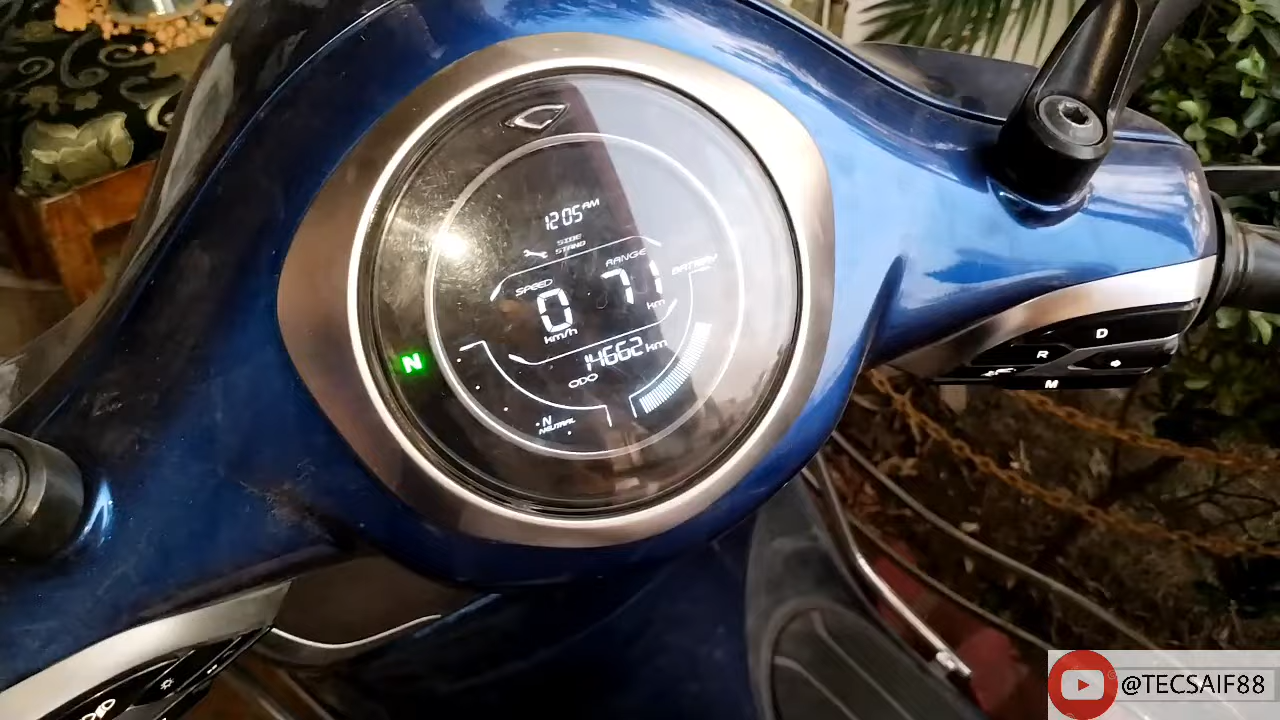 12:05 AM
SIDE
STAND
SPEED
RANGE
BATTERY
0
71
km/h
km
14662 km
ODO
N
N
NEUTRAL
D
R
M
@TECSAIF88